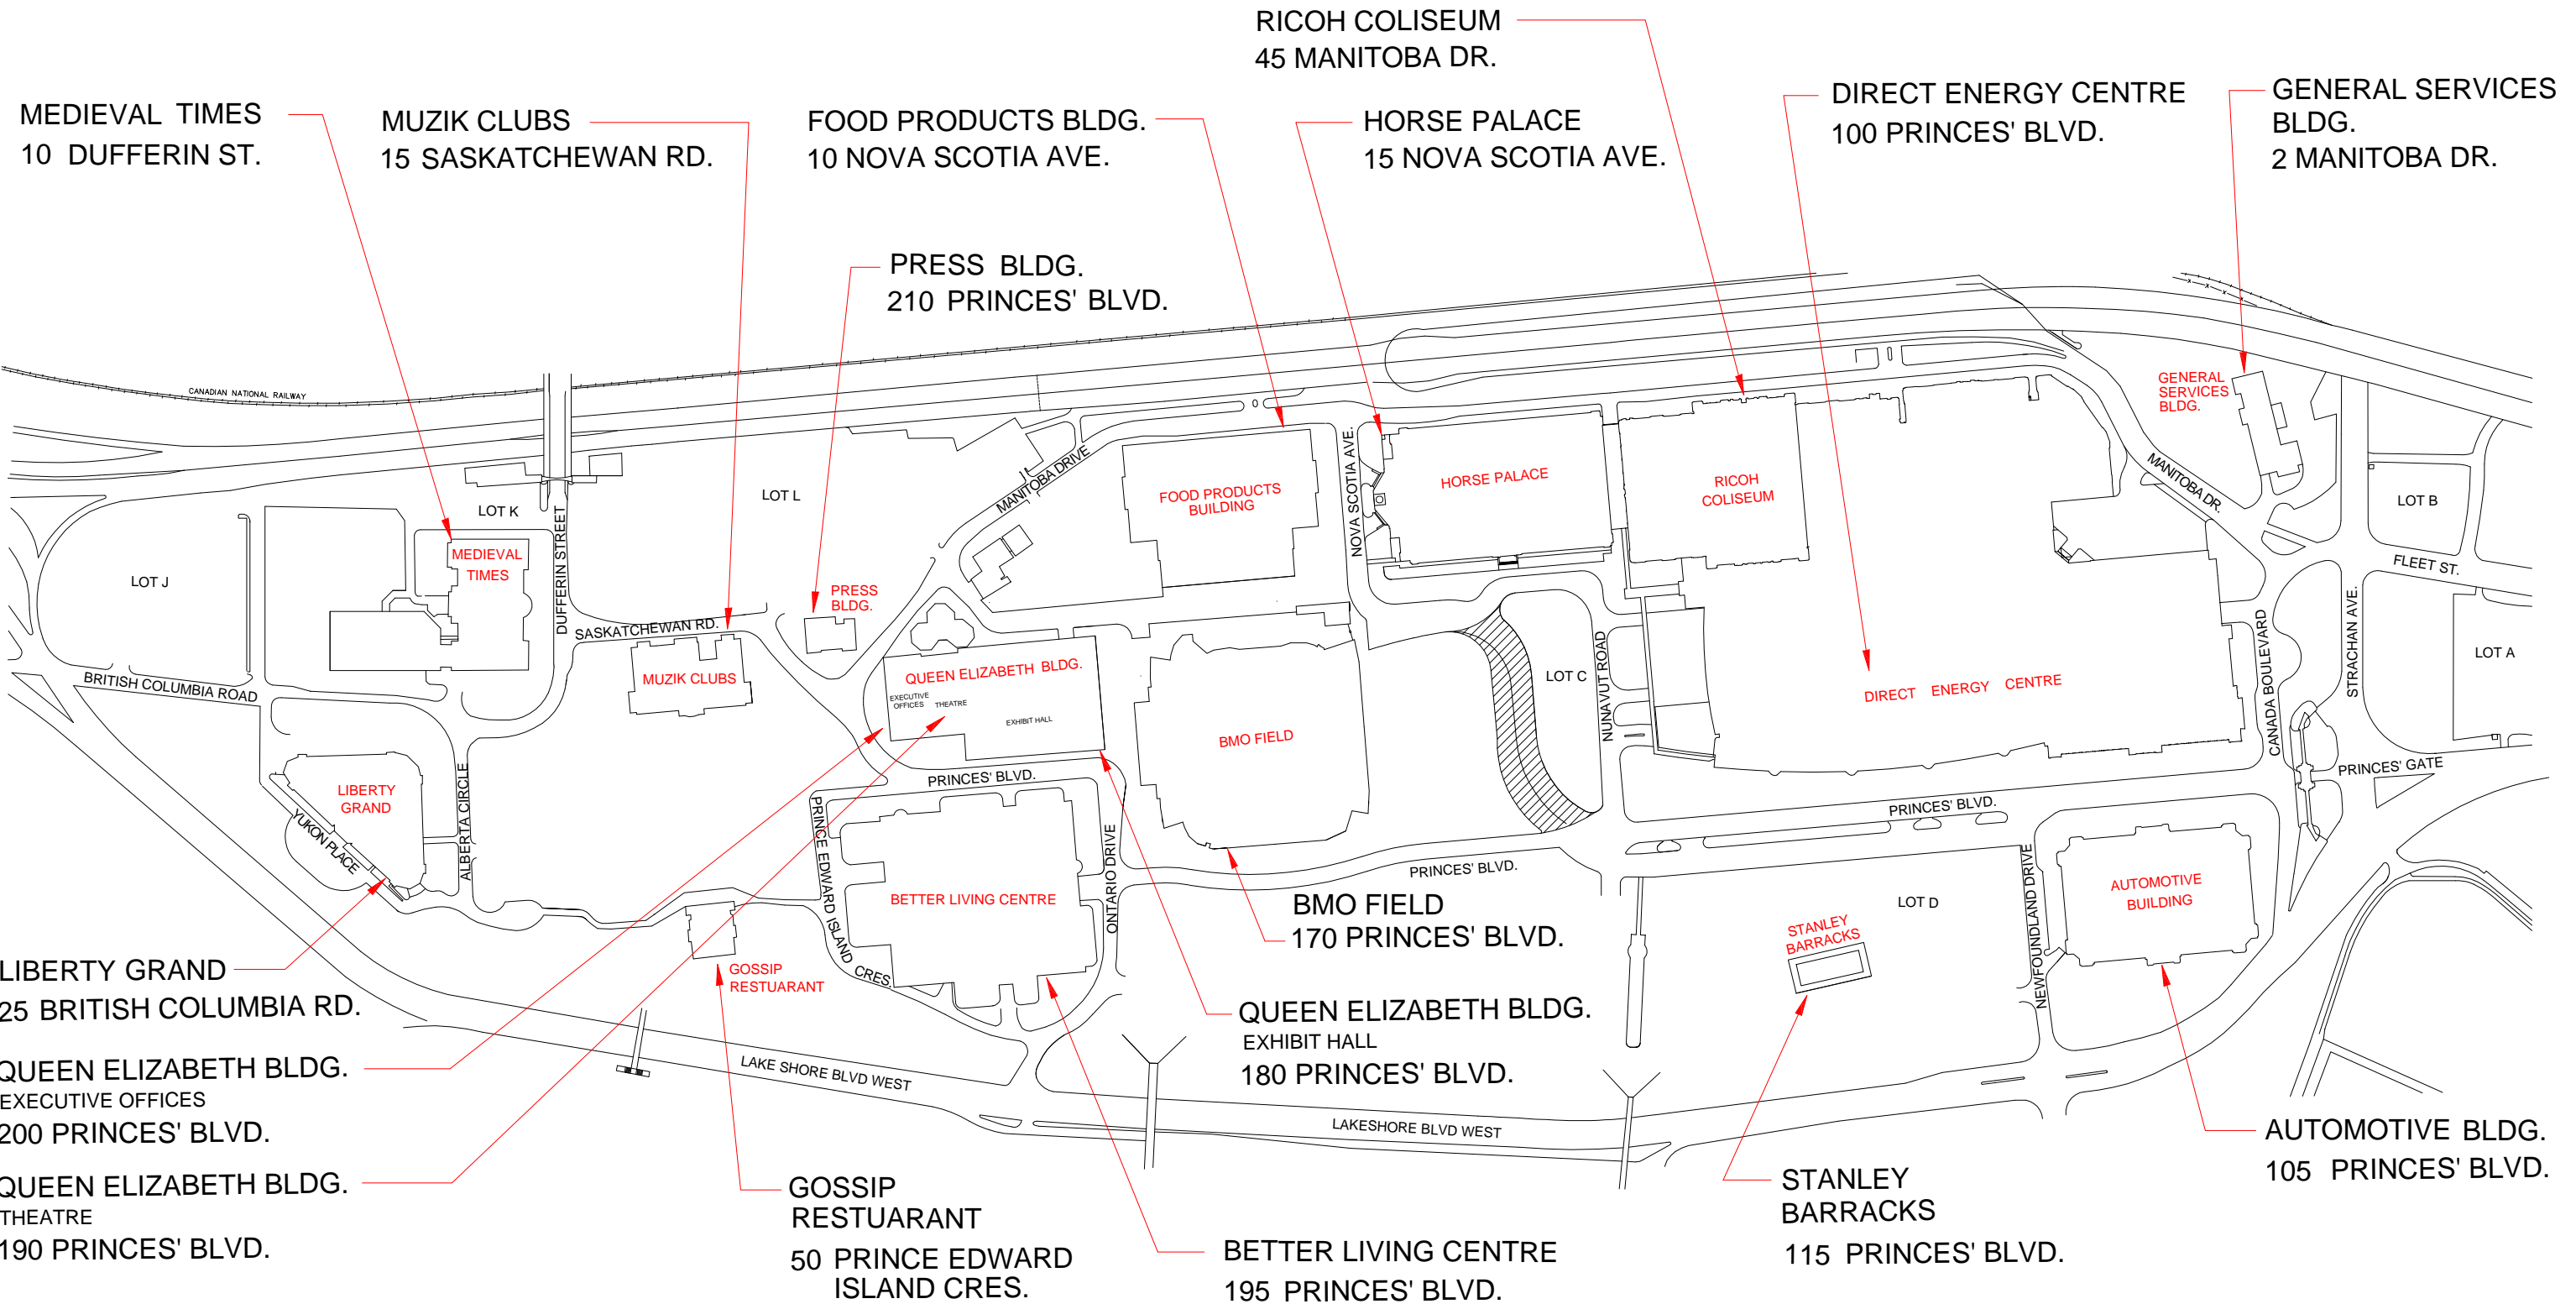 RICOH COLISEUM
45 MANITOBA DR.
MEDIEVAL TIMES
10 DUFFERIN ST.
MUZIK CLUBS
15 SASKATCHEWAN RD.
FOOD PRODUCTS BLDG.
10 NOVA SCOTIA AVE.
HORSE PALACE
15 NOVA SCOTIA AVE.
DIRECT ENERGY CENTRE
100 PRINCES' BLVD.
GENERAL SERVICES
BLDG.
2 MANITOBA DR.
PRESS BLDG.
210 PRINCES' BLVD.
CANADIAN NATIONAL RAILWAY
GENERAL
SERVICES
BLDG.
LOT J
LOT K
LOT L
MANITOBA DRIVE
FOOD PRODUCTS
BUILDING
NOVA SCOTIA AVE.
HORSE PALACE
RICOH
COLISEUM
MANITOBA DR.
LOT B
FLEET ST.
MEDIEVAL
TIMES
DUFFERIN STREET
PRESS
BLDG.
SASKATCHEWAN RD.
MUZIK CLUBS
BRITISH COLUMBIA ROAD
QUEEN ELIZABETH BLDG.
EXECUTIVE
OFFICES
THEATRE
EXHIBIT HALL
BMO FIELD
LOT C
NUNAVUT ROAD
DIRECT ENERGY CENTRE
CANADA BOULEVARD
STRACHAN AVE.
LOT A
PRINCES' GATE
LIBERTY
GRAND
YUKON PLACE
ALBERTA CIRCLE
PRINCES' BLVD.
PRINCE EDWARD ISLAND CRES.
BETTER LIVING CENTRE
ONTARIO DRIVE
PRINCES' BLVD.
PRINCES' BLVD.
LOT D
STANLEY
BARRACKS
NEWFOUNDLAND DRIVE
AUTOMOTIVE
BUILDING
GOSSIP
RESTUARANT
BMO FIELD
170 PRINCES' BLVD.
LIBERTY GRAND
25 BRITISH COLUMBIA RD.
QUEEN ELIZABETH BLDG.
EXHIBIT HALL
180 PRINCES' BLVD.
QUEEN ELIZABETH BLDG.
EXECUTIVE OFFICES
200 PRINCES' BLVD.
LAKE SHORE BLVD WEST
LAKESHORE BLVD WEST
QUEEN ELIZABETH BLDG.
THEATRE
190 PRINCES' BLVD.
GOSSIP
RESTUARANT
50 PRINCE EDWARD
ISLAND CRES.
BETTER LIVING CENTRE
195 PRINCES' BLVD.
STANLEY
BARRACKS
115 PRINCES' BLVD.
AUTOMOTIVE BLDG.
105 PRINCES' BLVD.